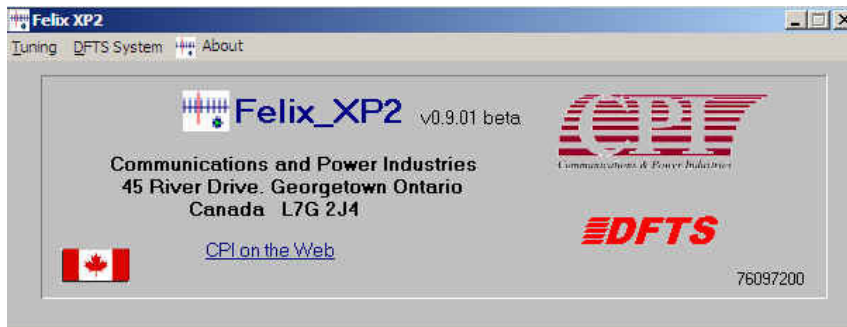 Felix XP2
Tuning DFTS System About
Felix_XP2 v0.9.01 beta
CPI
Communications & Power Industries
Communications and Power Industries
45 River Drive. Georgetown Ontario
Canada L7G 2J4
DFTS
CPI on the Web
76097200